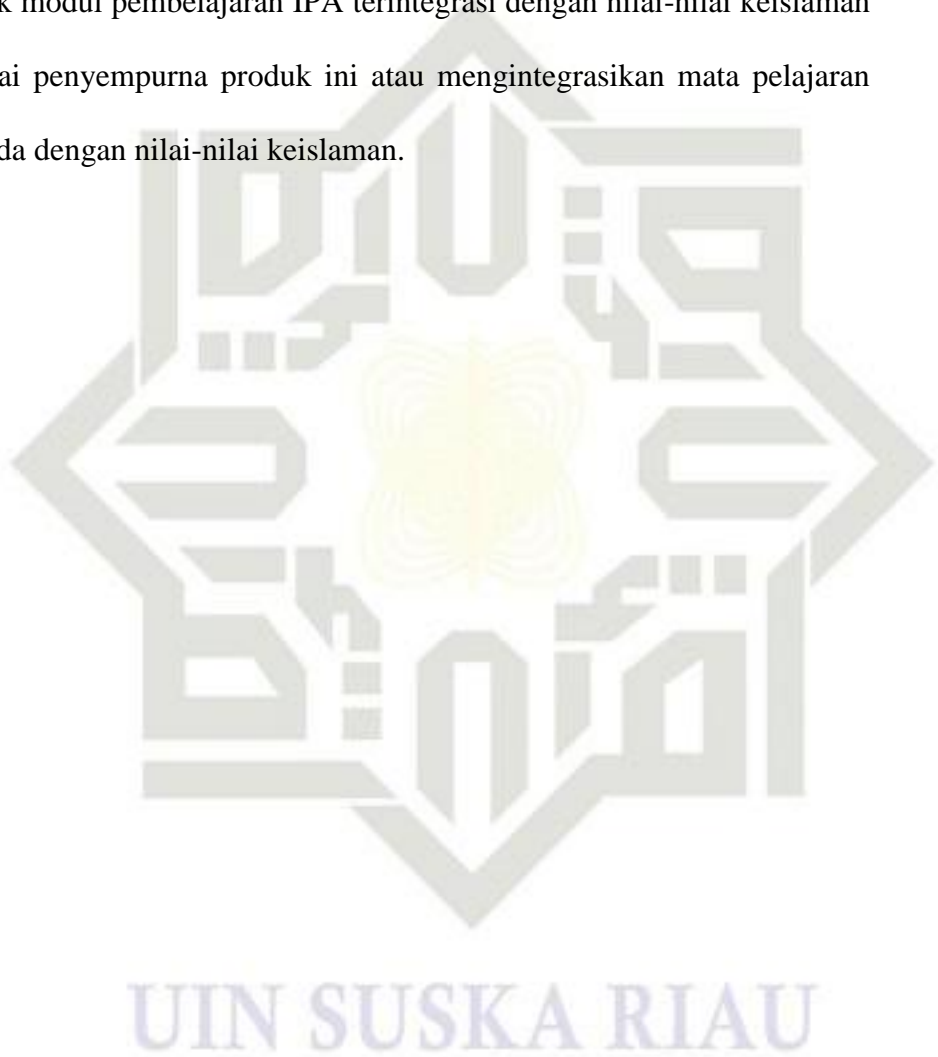 k modul pembelajaran IPA terintegrasi dengan nilai-nilai keislaman
ai penyempurna produk ini atau mengintegrasikan mata pelajaran
da dengan nilai-nilai keislaman.
UIN SUSKA RIAU